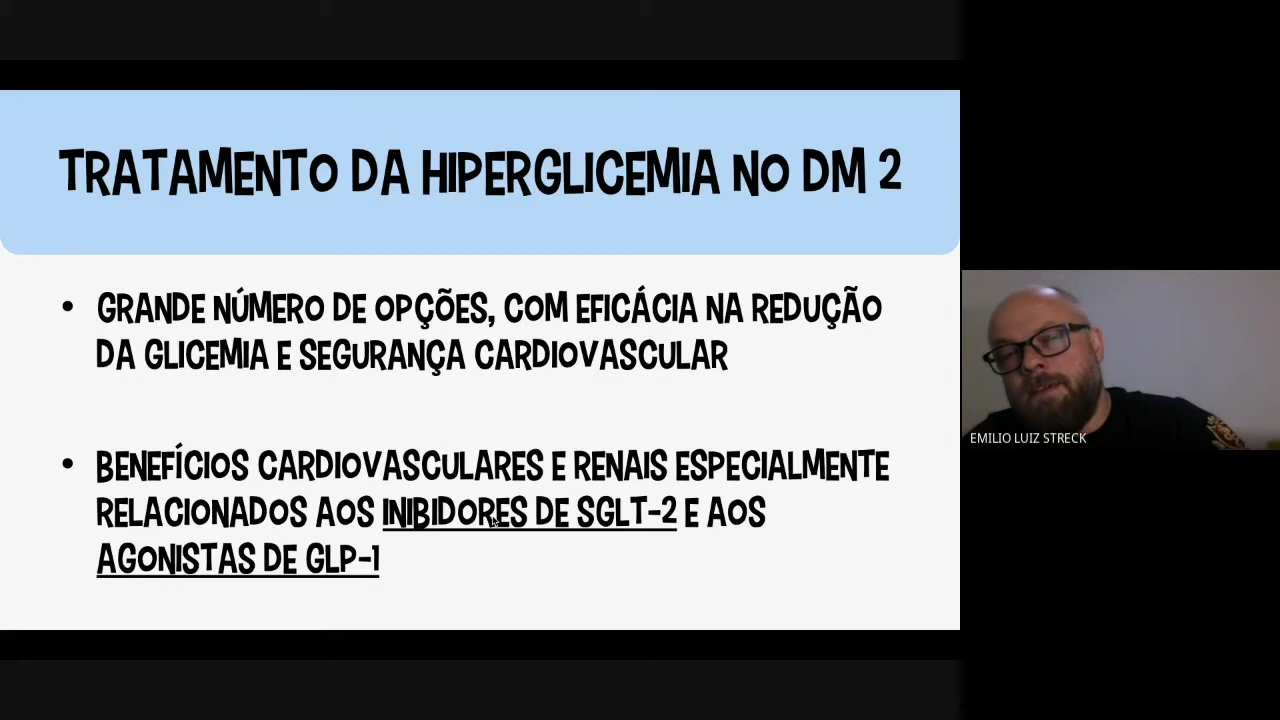 TRATAMENTO DA HIPERGLICEMIA NO DM 2
• GRANDE NÚMERO DE OPÇÕES, COM EFICÁCIA NA REDUÇÃO
DA GLICEMIA E SEGURANÇA CARDIOVASCULAR
• BENEFÍCIOS CARDIOVASCULARES E RENAIS ESPECIALMENTE
RELACIONADOS AOS INIBIDORES DE SGLT-2 E AOS
AGONISTAS DE GLP-1
EMILIO LUIZ STRECK